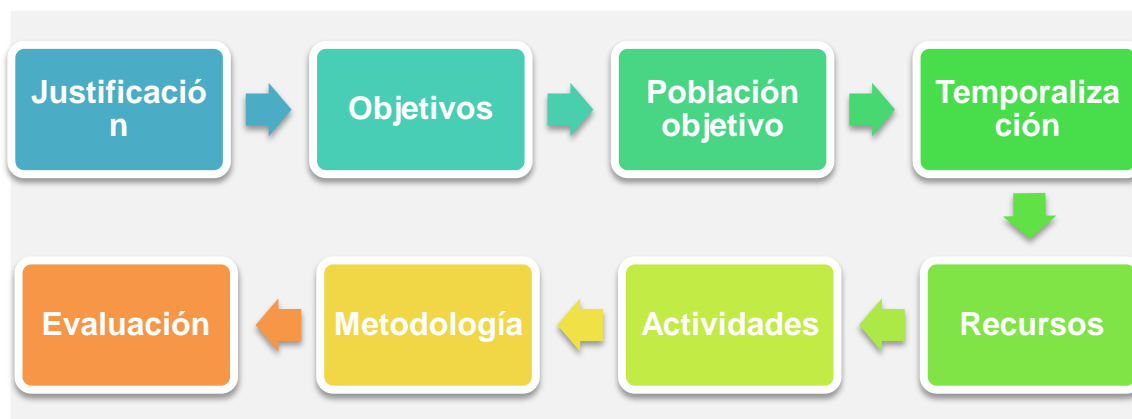 Justificació
n
Objetivos
Población
objetivo
Temporaliza
ción
Recursos
Actividades
Metodología
Evaluación